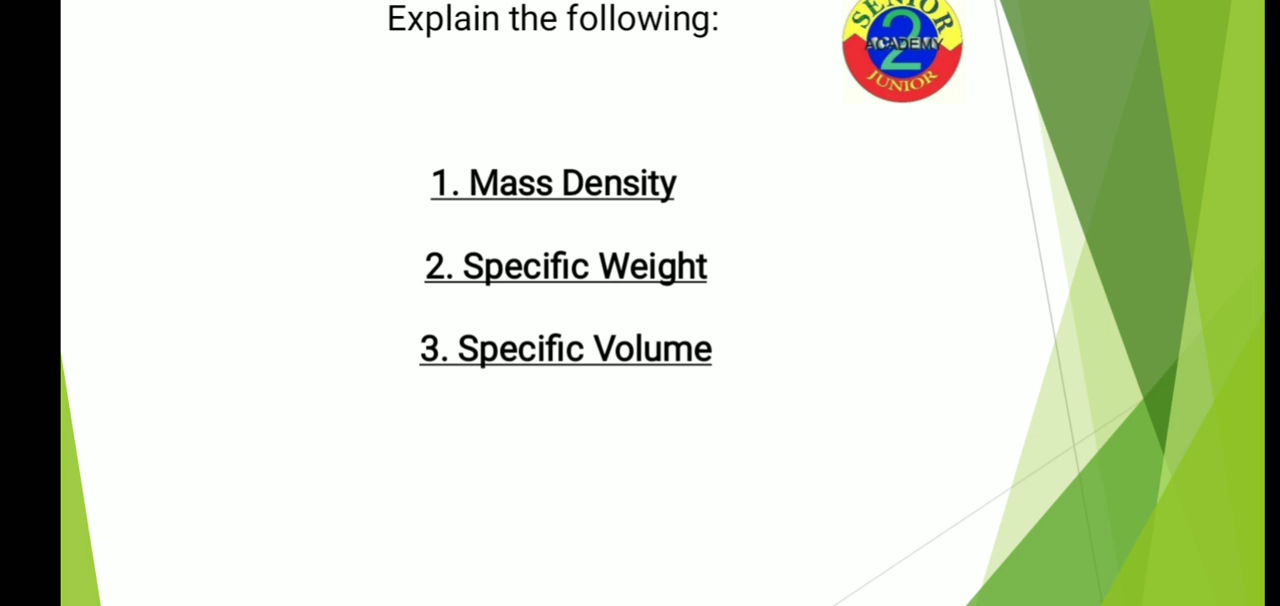 Explain the following:
SENIOR
2
ACADEMY
JUNIOR
1. Mass Density
2. Specific Weight
3. Specific Volume